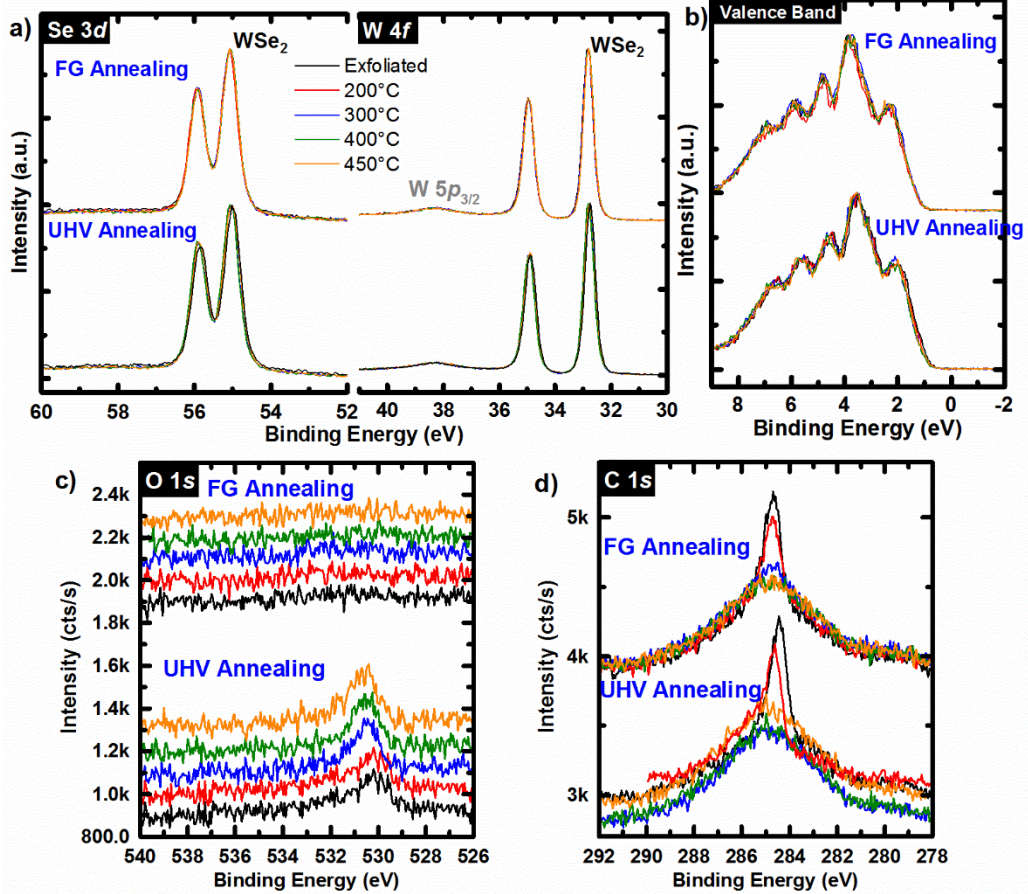 a)
Se 3d
FG Annealing
WSe2
UHV Annealing
Intensity (a.u.)
60 58 56 54 52
Binding Energy (eV)
W 4f
WSe2
Exfoliated
200°C
300°C
400°C
450°C
W 5p3/2
40 38 36 34 32 30
Binding Energy (eV)
b)
Valence Band
FG Annealing
UHV Annealing
Intensity (a.u.)
8 6 4 2 0 -2
Binding Energy (eV)
c)
O 1s
FG Annealing
UHV Annealing
Intensity (cts/s)
2.4k
2.2k
2.0k
1.8k
1.6k
1.4k
1.2k
1.0k
800.0
540 538 536 534 532 530 528 526
Binding Energy (eV)
d)
C 1s
FG Annealing
UHV Annealing
Intensity (cts/s)
5k
4k
3k
292 290 288 286 284 282 280 278
Binding Energy (eV)